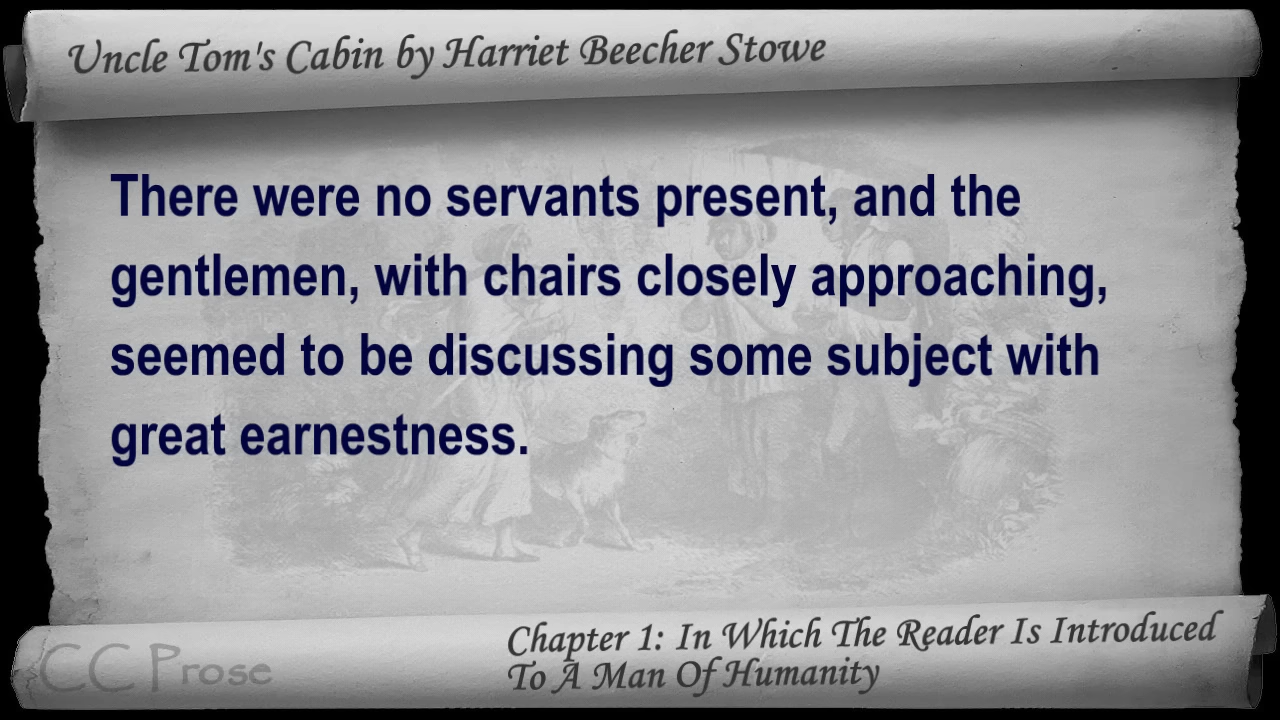 Uncle Tom's Cabin by Harriet Beecher Stowe
There were no servants present, and the
gentlemen, with chairs closely approaching,
seemed to be discussing some subject with
great earnestness.
CC Prose
Chapter 1: In Which The Reader Is Introduced
To A Man Of Humanity